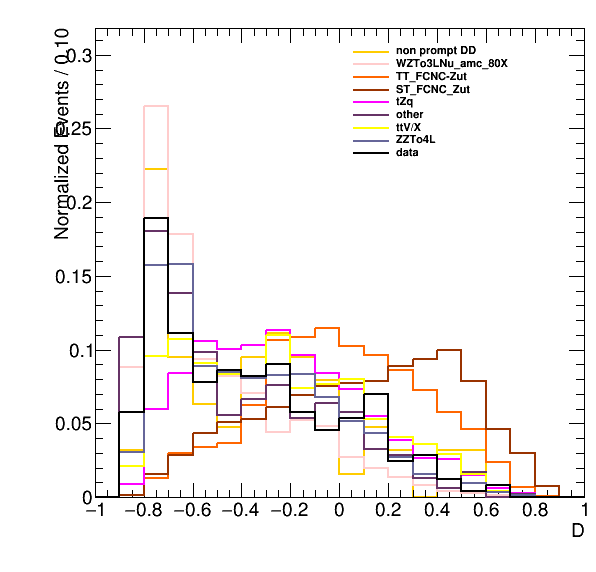 Normalized Events / 0.10
0.3
0.25
0.2
0.15
0.1
0.05
0
non prompt DD
WZTo3LNu_amc_80X
TT_FCNC-Zut
ST_FCNC_Zut
tZq
other
ttV/X
ZZTo4L
data
−1 −0.8 −0.6 −0.4 −0.2 0 0.2 0.4 0.6 0.8 1
D